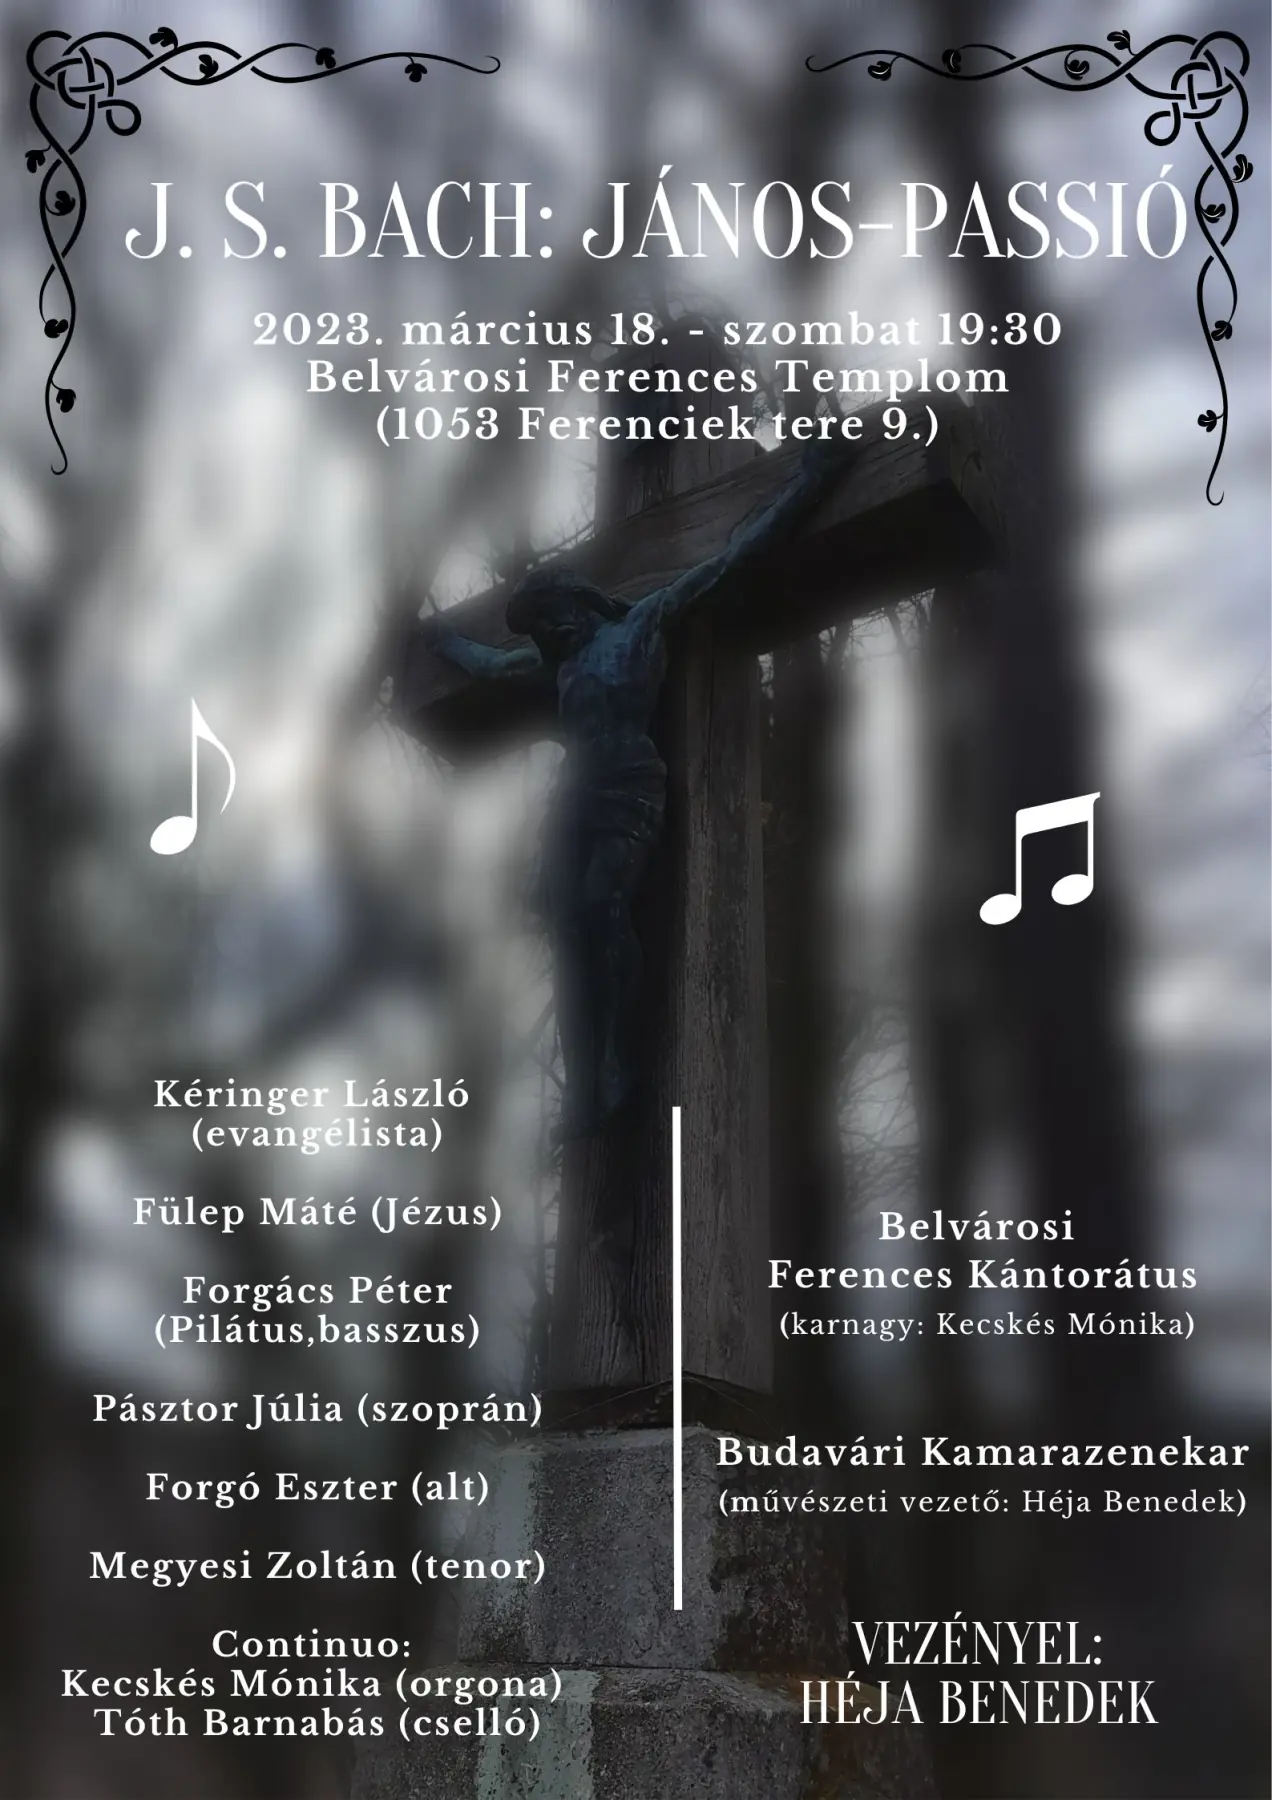 J. S. BACH: JÁNOS-PASSIÓ
2023. március 18. - szombat 19:30
Belvárosi Ferences Templom
(1053 Ferenciek tere 9.)
Kéringer László
(evangélista)
Fülep Máté (Jézus)
Forgács Péter
(Pilátus,basszus)
Pásztor Júlia (szoprán)
Forgó Eszter (alt)
Megyesi Zoltán (tenor)
Continuo:
Kecskés Mónika (orgona)
Tóth Barnabás (cselló)
Belvárosi
Ferences Kántorátus
(karnagy: Kecskés Mónika)
Budavári Kamarazenekar
(művészeti vezető: Héja Benedek)
VEZÉNYEL:
HÉJA BENEDEK